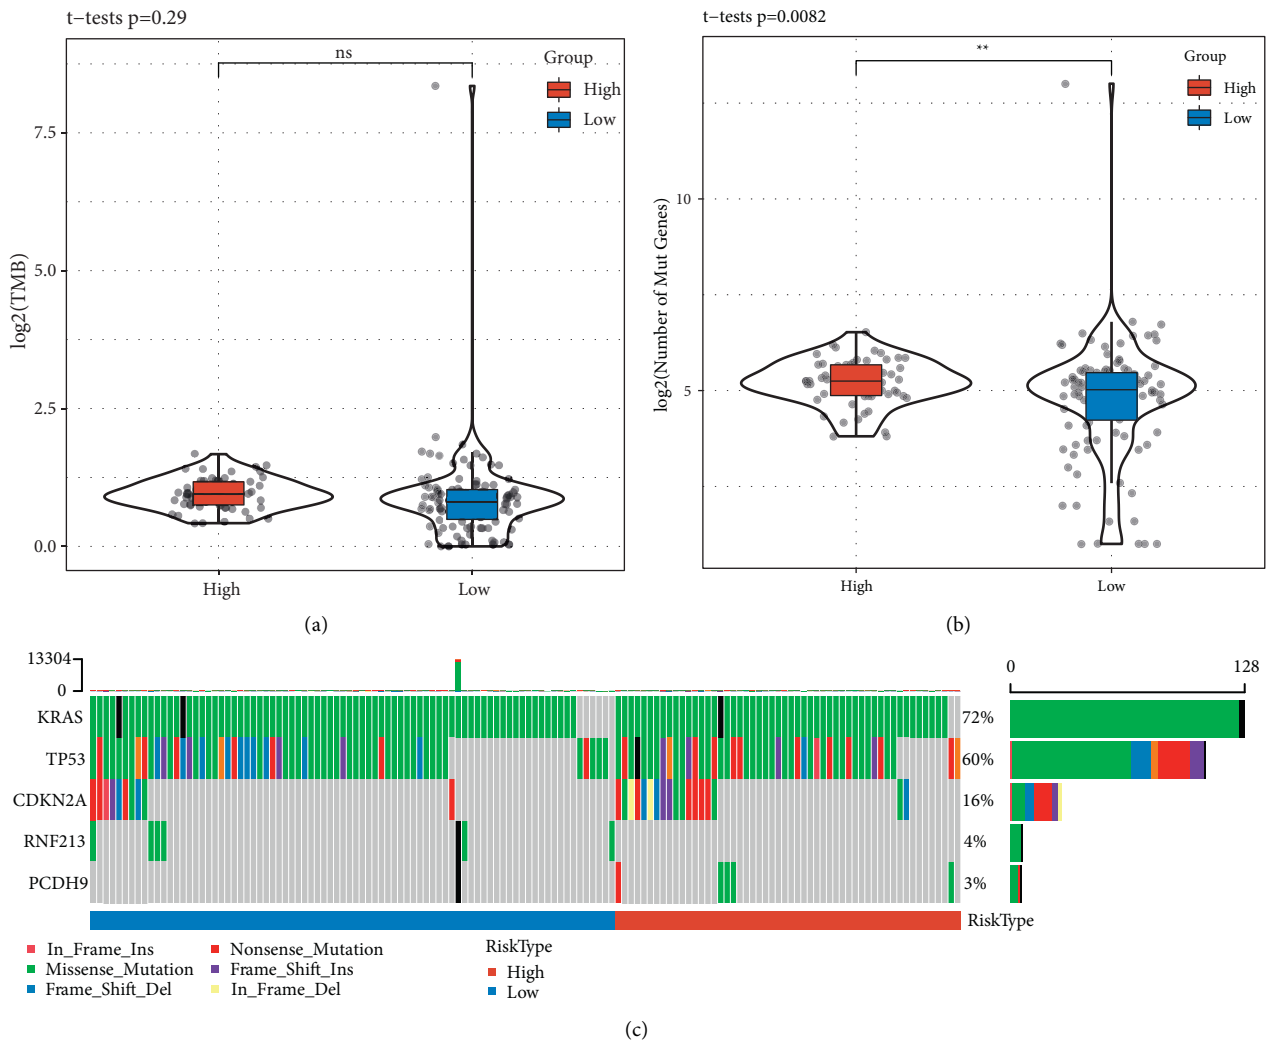 t−tests p=0.29
ns
Group
High
Low
7.5
5.0
2.5
0.0
log2(TMB)
High Low
(a)
t−tests p=0.0082
**
Group
High
Low
10
5
log2(Number of Mut Genes)
High Low
(b)
13304
0
0 128
KRAS 72%
TP53 60%
CDKN2A 16%
RNF213 4%
PCDH9 3%
RiskType
In_Frame_Ins
Missense_Mutation
Frame_Shift_Del
Nonsense_Mutation
Frame_Shift_Ins
In_Frame_Del
RiskType
High
Low
(c)